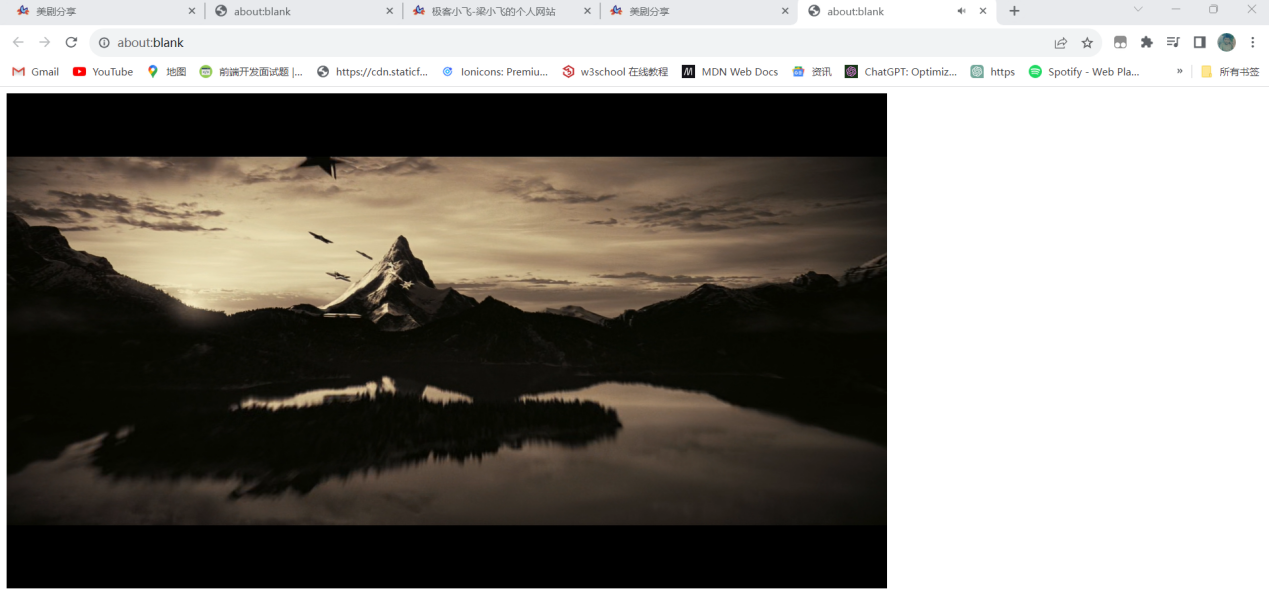 美剧分享 about:blank 极客小飞-梁小飞的个人网站 美剧分享 about:blank
about:blank
Gmail YouTube 地图 前端开发面试题 |... https://cdn.staticf... Ionicons: Premiu... w3school 在线教程 MDN Web Docs 资讯 ChatGPT: Optimiz... https Spotify - Web Pla... » 所有书签